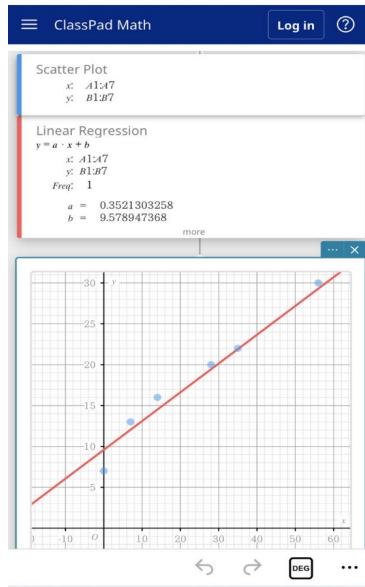 ClassPad Math
Log in
?
Scatter Plot
x: A1:A7
y: B1:B7
Linear Regression
y = a · x + b
x: A1:A7
y: B1:B7
Freq: 1
a = 0.3521303258
b = 9.578947368
more
... ×
30 y
25
20
15
10
5
x
-10 O 10 20 30 40 50 60
DEG
...